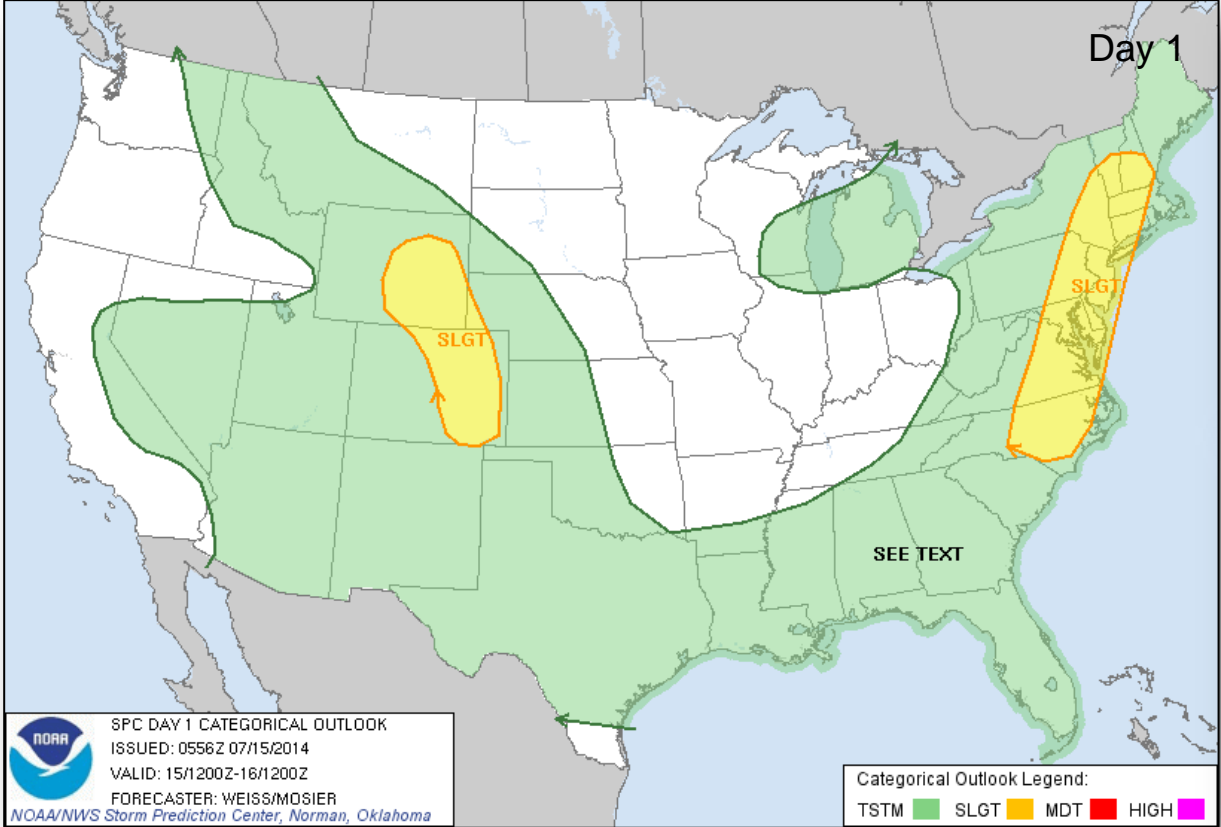 Day 1
SLGT
SLGT
SEE TEXT
NOAA
SPC DAY 1 CATEGORICAL OUTLOOK
ISSUED: 0556Z 07/15/2014
VALID: 15/1200Z-16/1200Z
FORECASTER: WEISS/MOSIER
NOAA/NWS Storm Prediction Center, Norman, Oklahoma
Categorical Outlook Legend:
TSTM SLGT MDT HIGH